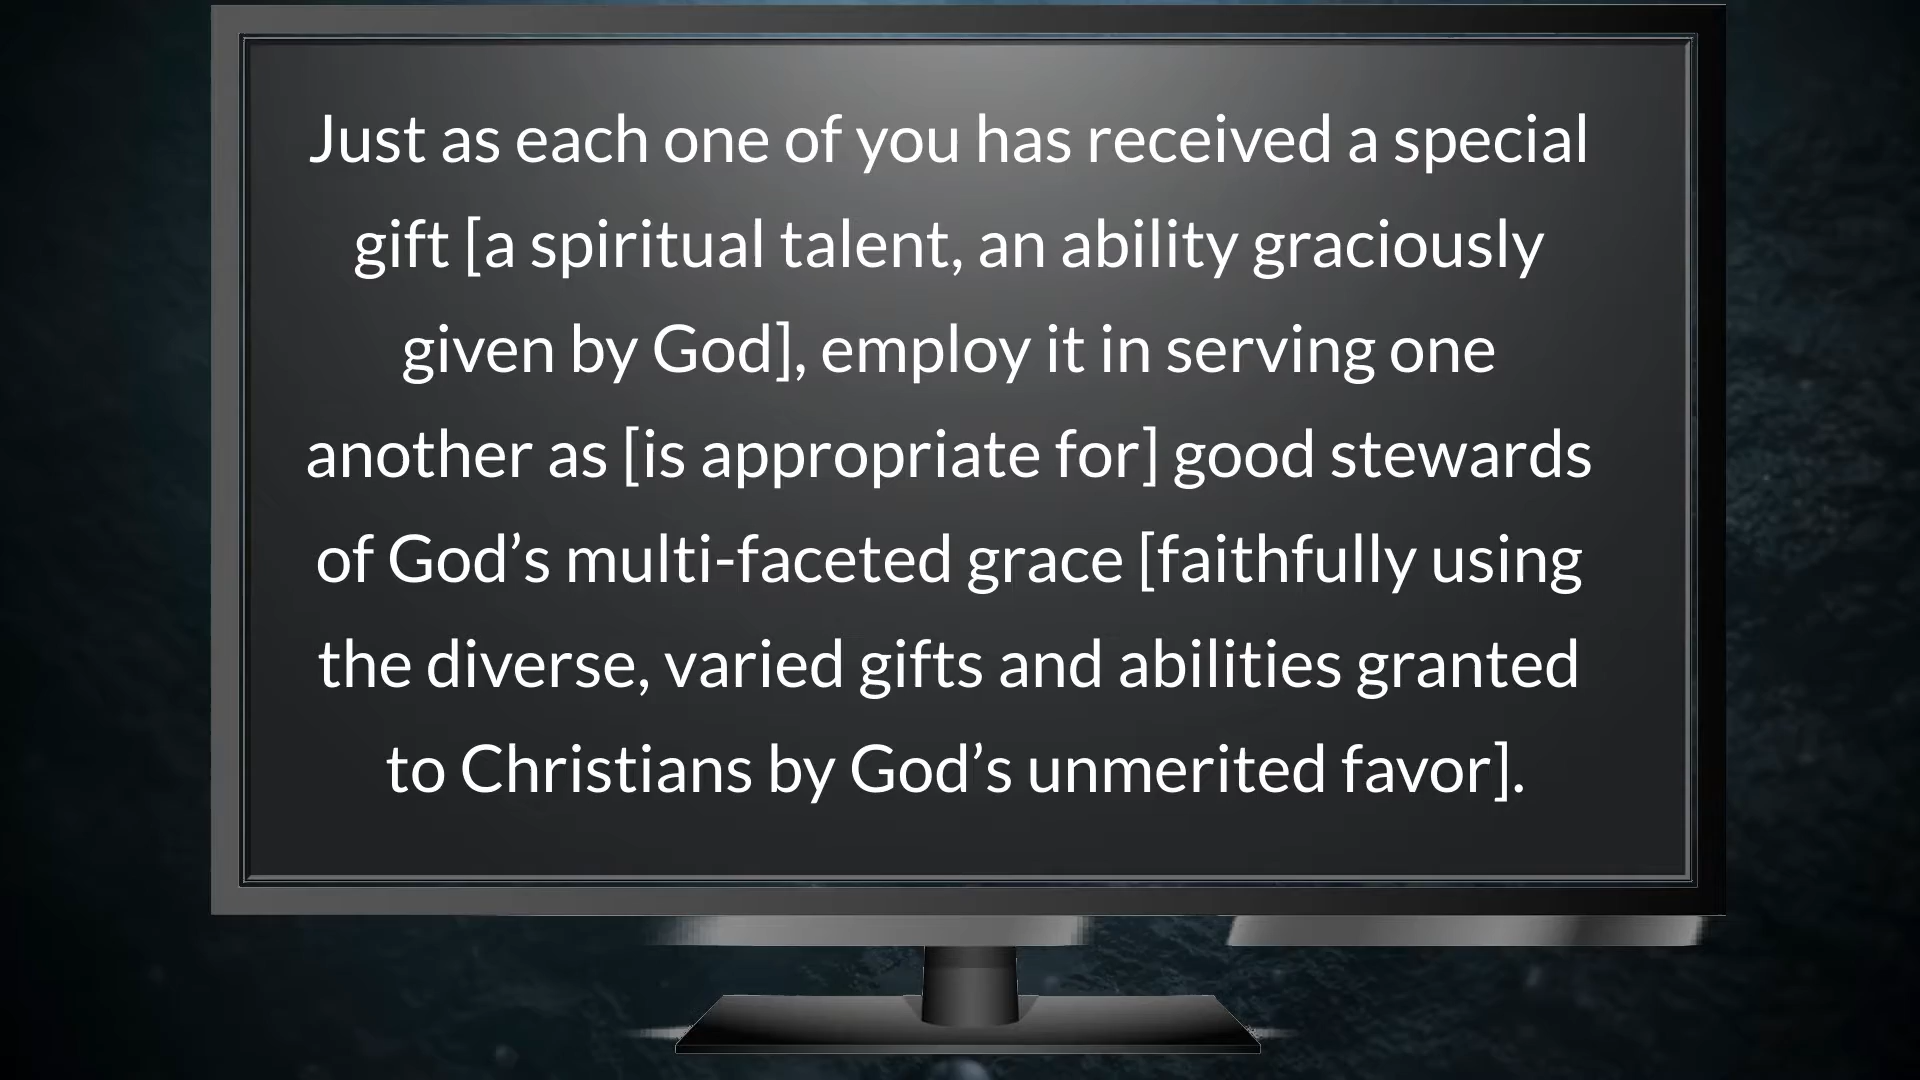 Just as each one of you has received a special
gift [a spiritual talent, an ability graciously
given by God], employ it in serving one
another as [is appropriate for] good stewards
of God’s multi-faceted grace [faithfully using
the diverse, varied gifts and abilities granted
to Christians by God’s unmerited favor].